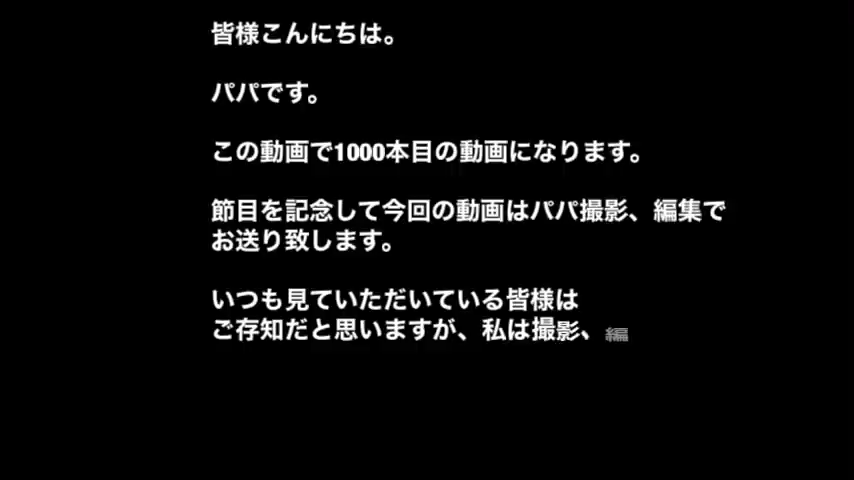 皆様こんにちは。
パパです。
この動画で1000本目の動画になります。
節目を記念して今回の動画はパパ撮影、編集で
お送り致します。
いつも見ていただいている皆様は
ご存知だと思いますが、私は撮影、編